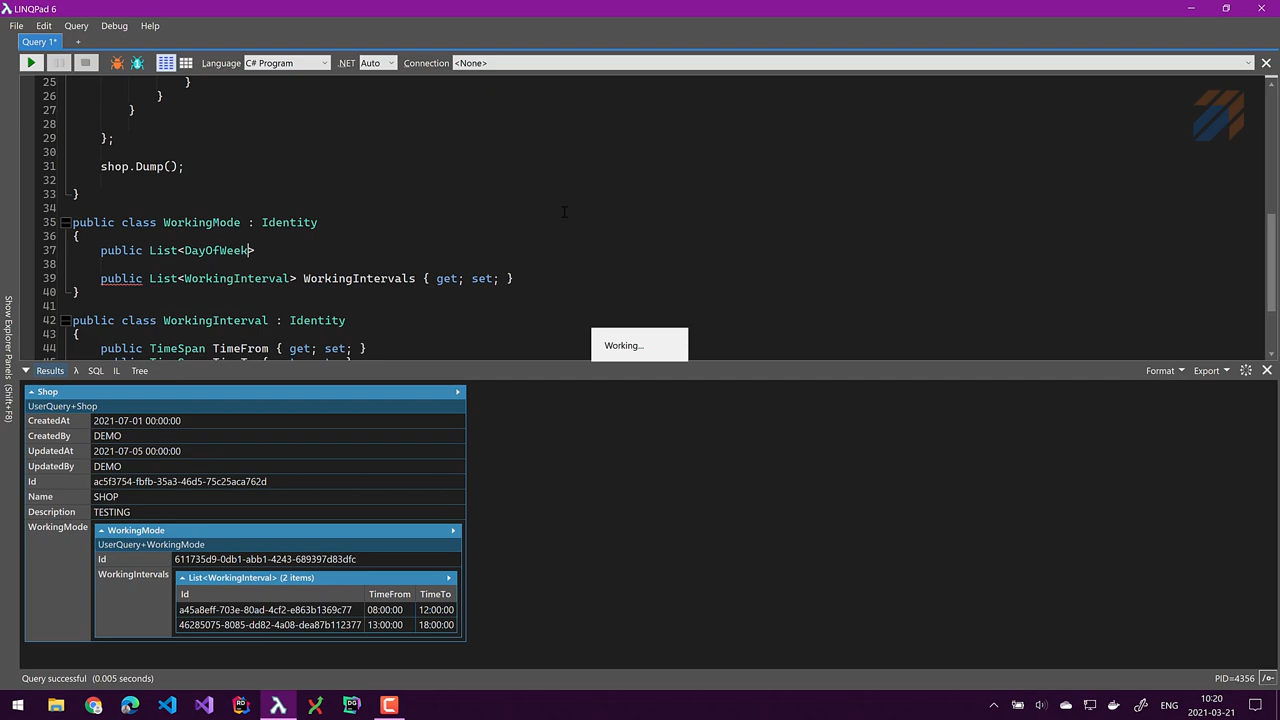 LINQPad 6
File Edit Query Debug Help
Query 1* +
Language C# Program .NET Auto Connection <None>
25 }
26 }
27 }
28
29 };
30
31 shop.Dump();
32
33 }
34
35 public class WorkingMode : Identity
36 {
37 public List<DayOfWeek>
38
39 public List<WorkingInterval> WorkingIntervals { get; set; }
40 }
41
42 public class WorkingInterval : Identity
43 {
44 public TimeSpan TimeFrom { get; set; }
Working...
Show Explorer Panels (Shift+F8)
Results λ SQL IL Tree Format Export
Shop
UserQuery+Shop
CreatedAt 2021-07-01 00:00:00
CreatedBy DEMO
UpdatedAt 2021-07-05 00:00:00
UpdatedBy DEMO
Id ac5f3754-fbfb-35a3-46d5-75c25aca762d
Name SHOP
Description TESTING
WorkingMode WorkingMode
UserQuery+WorkingMode
Id 611735d9-0db1-abb1-4243-689397d83dfc
WorkingIntervals List<WorkingInterval> (2 items)
Id TimeFrom TimeTo
a45a8eff-703e-80ad-4cf2-e863b1369c77 08:00:00 12:00:00
46285075-8085-dd82-4a08-dea87b112377 13:00:00 18:00:00
Query successful (0.005 seconds) PID=4356 /o-
ENG 10:20
2021-03-21